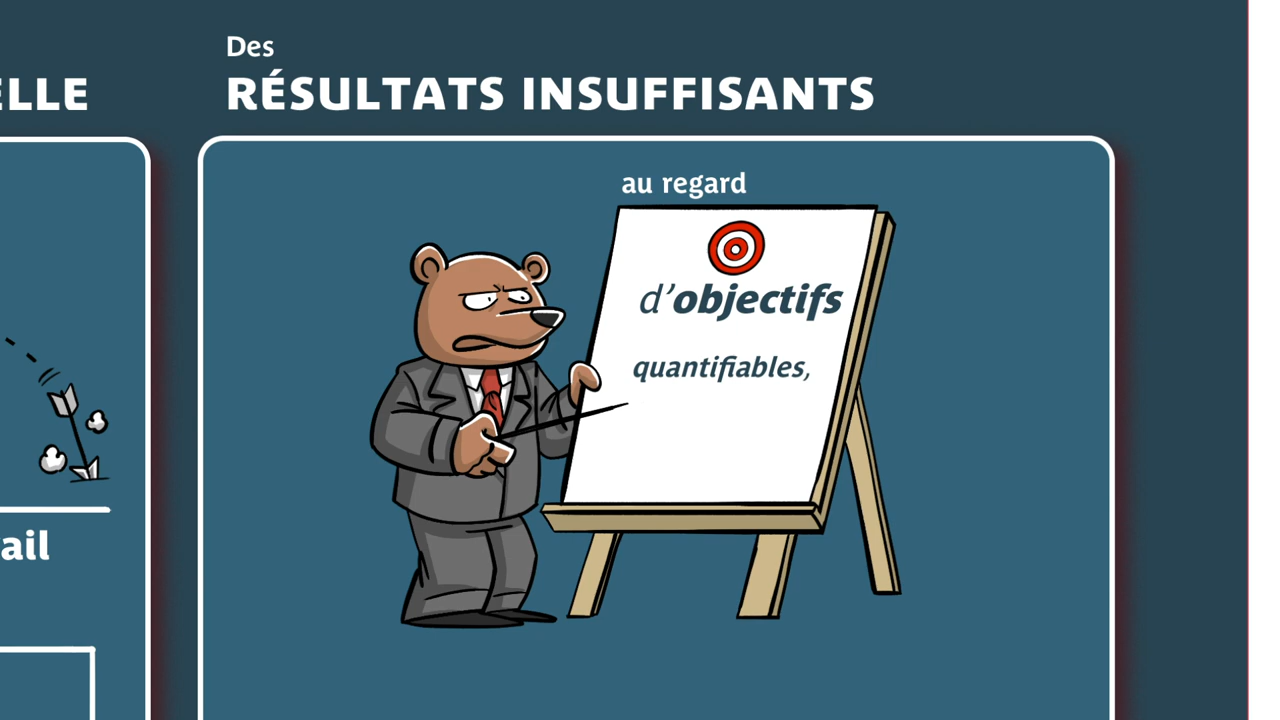 ELLE
Des
RÉSULTATS INSUFFISANTS
au regard
d'objectifs
quantifiables,
ail